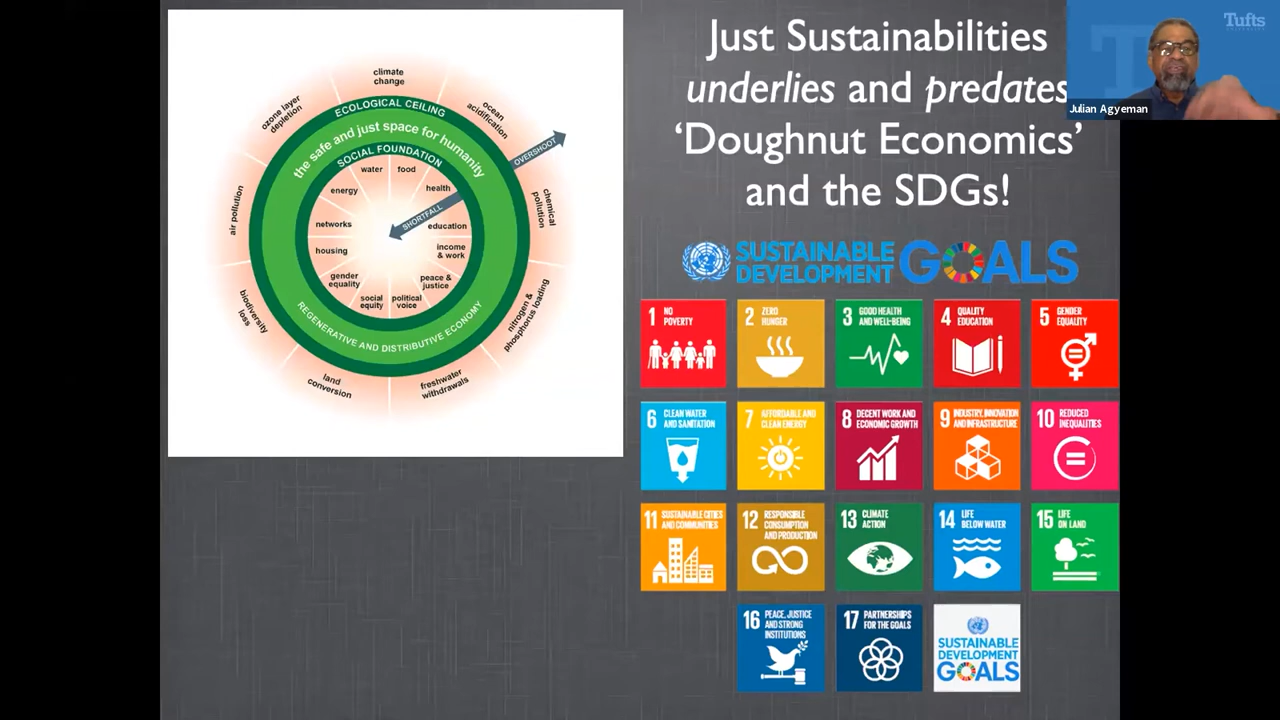 climate
change
ozone layer
depletion
ocean
acidification
air pollution
chemical
pollution
biodiversity
loss
nitrogen &
phosphorus loading
land
conversion
freshwater
withdrawals
ECOLOGICAL CEILING
the safe and just space for humanity
SOCIAL FOUNDATION
OVERSHOOT
SHORTFALL
water
food
energy
health
networks
education
housing
income
& work
gender
equality
peace &
justice
social
equity
political
voice
REGENERATIVE AND DISTRIBUTIVE ECONOMY
Just Sustainabilities
underlies and predates
‘Doughnut Economics’
and the SDGs!
Tufts
UNIVERSITY
T
Julian Agyeman
SUSTAINABLE
DEVELOPMENT
GOALS
1 NO
POVERTY
2 ZERO
HUNGER
3 GOOD HEALTH
AND WELL-BEING
4 QUALITY
EDUCATION
5 GENDER
EQUALITY
6 CLEAN WATER
AND SANITATION
7 AFFORDABLE AND
CLEAN ENERGY
8 DECENT WORK AND
ECONOMIC GROWTH
9 INDUSTRY, INNOVATION
AND INFRASTRUCTURE
10 REDUCED
INEQUALITIES
11 SUSTAINABLE CITIES
AND COMMUNITIES
12 RESPONSIBLE
CONSUMPTION
AND PRODUCTION
13 CLIMATE
ACTION
14 LIFE
BELOW WATER
15 LIFE
ON LAND
16 PEACE, JUSTICE
AND STRONG
INSTITUTIONS
17 PARTNERSHIPS
FOR THE GOALS
SUSTAINABLE
DEVELOPMENT
GOALS